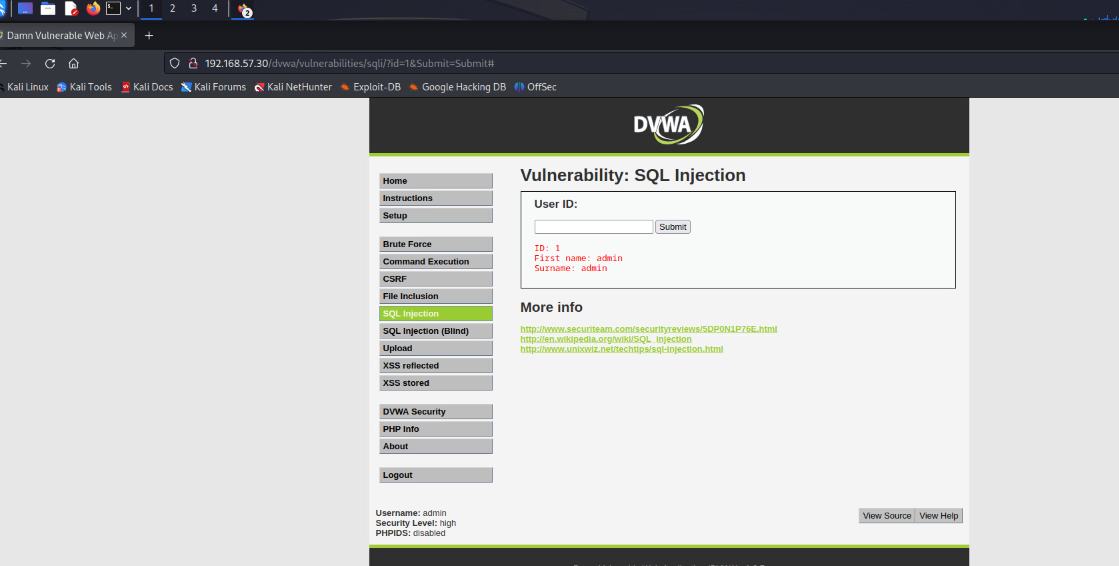 1 2 3 4 2
Damn Vulnerable Web Ap
192.168.57.30/dvwa/vulnerabilities/sqli/?id=1&Submit=Submit#
Kali Linux Kali Tools Kali Docs Kali Forums Kali NetHunter Exploit-DB Google Hacking DB OffSec
DVWA
Home
Instructions
Setup
Brute Force
Command Execution
CSRF
File Inclusion
SQL Injection
SQL Injection (Blind)
Upload
XSS reflected
XSS stored
DVWA Security
PHP Info
About
Logout
Vulnerability: SQL Injection
User ID:
Submit
ID: 1
First name: admin
Surname: admin
More info
http://www.securiteam.com/securityreviews/5DP0N1P76E.html
http://en.wikipedia.org/wiki/SQL_injection
http://www.unixwiz.net/techtips/sql-injection.html
Username: admin
Security Level: high
PHPIDS: disabled
View Source View Help